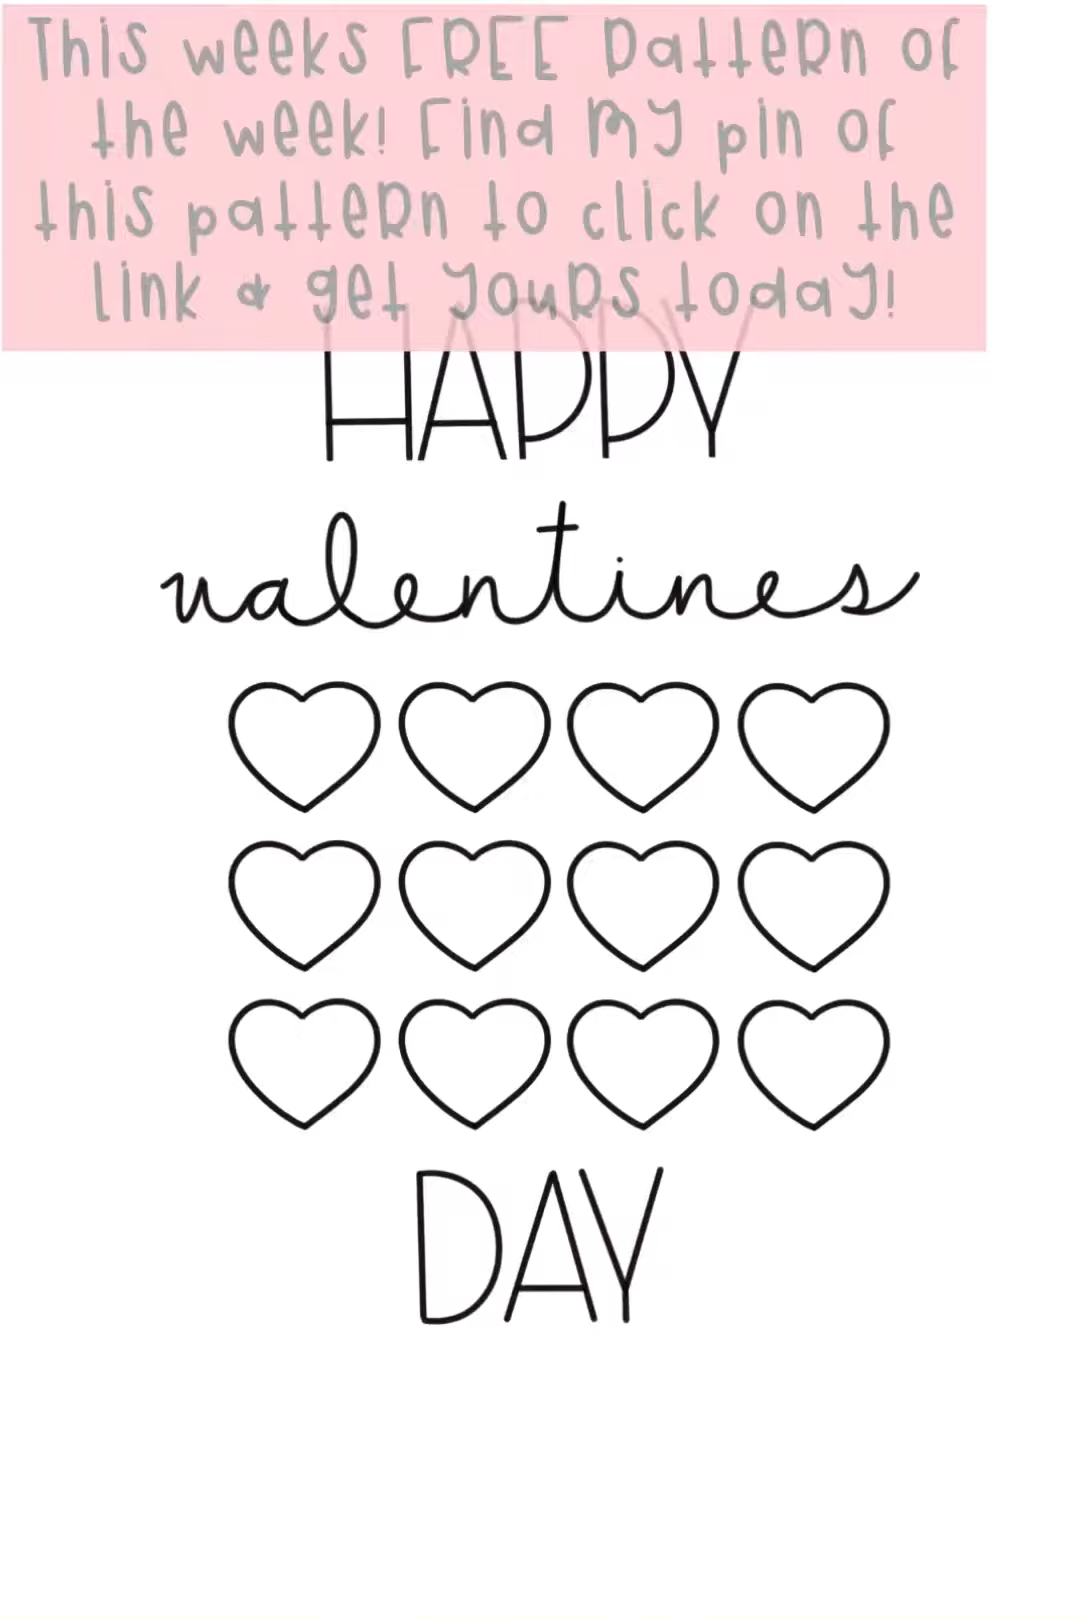 This weeks FREE pattern of
the week! Find my pin of
this pattern to click on the
link & get yours today!
HAPPY
valentines
DAY